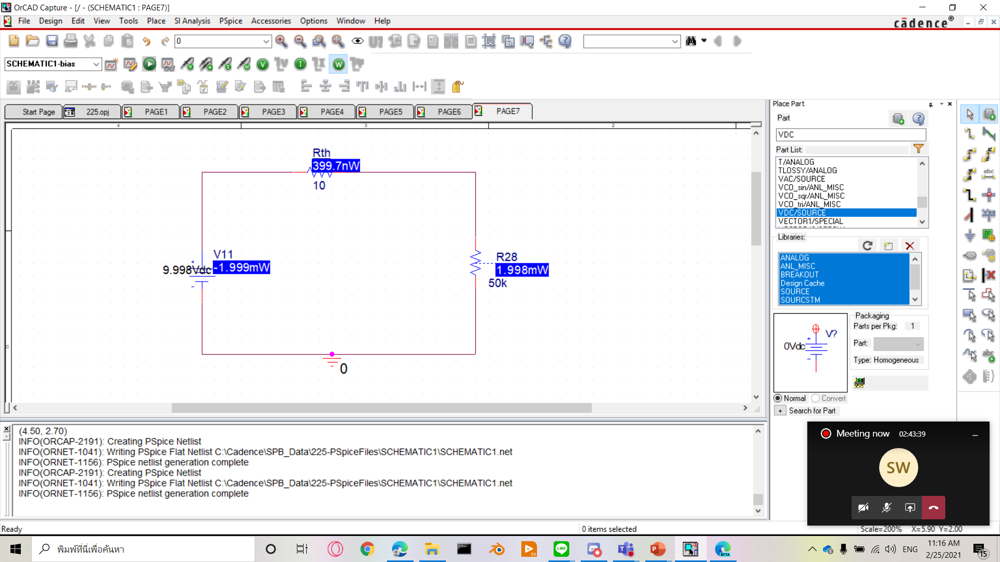 OrCAD Capture - [/ - (SCHEMATIC1 : PAGE7)]
File Design Edit View Tools Place SI Analysis PSpice Accessories Options Window Help
cādence®
0
U?
SCHEMATIC1-bias
V I W
Start Page 225.opj PAGE1 PAGE2 PAGE3 PAGE4 PAGE5 PAGE6 PAGE7
4 3 2
Rth
399.7nW
10
V11
9.998Vdc
-1.999mW
R28
1.998mW
50k
0
C
Place Part
Part
VDC
Part List:
T/ANALOG
TLOSSY/ANALOG
VAC/SOURCE
VCO_sin/ANL_MISC
VCO_sqr/ANL_MISC
VCO_tri/ANL_MISC
VDC/SOURCE
VECTOR1/SPECIAL
Libraries:
ANALOG
ANL_MISC
BREAKOUT
Design Cache
SOURCE
SOURCSTM
Packaging
Parts per Pkg: 1
Part:
Type: Homogeneous
V?
0Vdc
Normal Convert
+ Search for Part
abc
abc
(4.50, 2.70)
INFO(ORCAP-2191): Creating PSpice Netlist
INFO(ORNET-1041): Writing PSpice Flat Netlist C:\Cadence\SPB_Data\225-PSpiceFiles\SCHEMATIC1\SCHEMATIC1.net
INFO(ORNET-1156): PSpice netlist generation complete
INFO(ORCAP-2191): Creating PSpice Netlist
INFO(ORNET-1041): Writing PSpice Flat Netlist C:\Cadence\SPB_Data\225-PSpiceFiles\SCHEMATIC1\SCHEMATIC1.net
INFO(ORNET-1156): PSpice netlist generation complete
Meeting now 02:43:39
SW
Ready
0 items selected
Scale=200% X=5.90 Y=2.00
พิมพ์ที่นี่เพื่อค้นหา
LINE
BETA
ENG
11:16 AM
2/25/2021
15